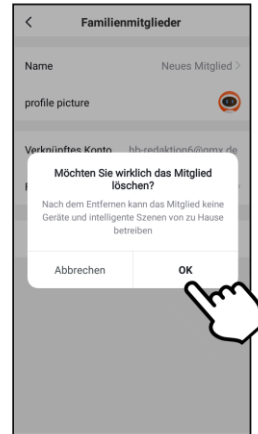 Familienmitglieder
Name Neues Mitglied >
profile picture
Verknüpftes Konto hb-redaktion6@gmx.de
Möchten Sie wirklich das Mitglied
löschen?
Nach dem Entfernen kann das Mitglied keine
Geräte und intelligente Szenen von zu Hause
betreiben
Abbrechen OK